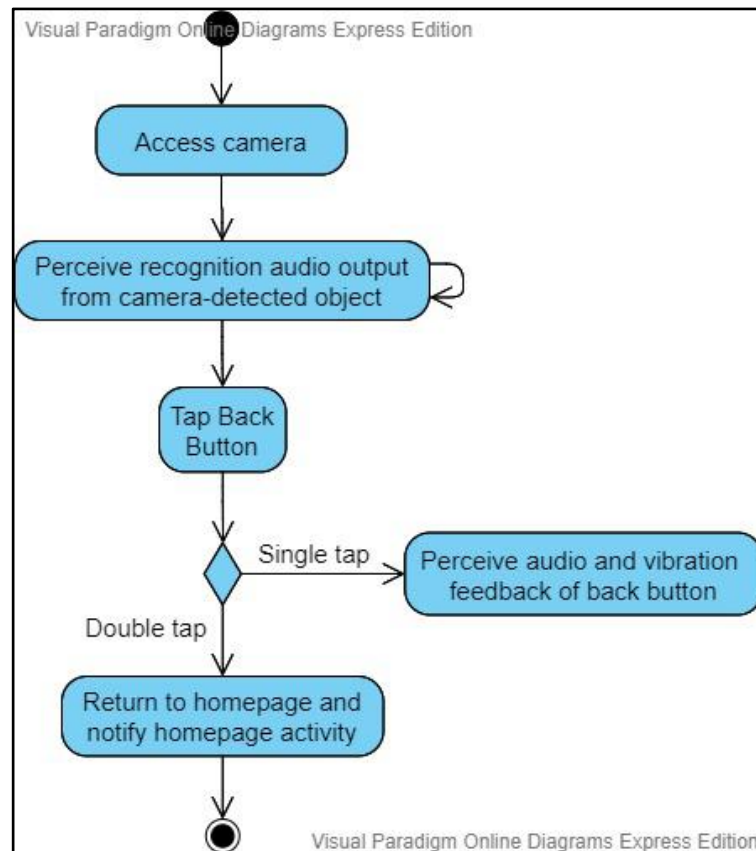 Visual Paradigm Online Diagrams Express Edition
Access camera
Perceive recognition audio output
from camera-detected object
Tap Back
Button
Single tap
Perceive audio and vibration
feedback of back button
Double tap
Return to homepage and
notify homepage activity
Visual Paradigm Online Diagrams Express Edition